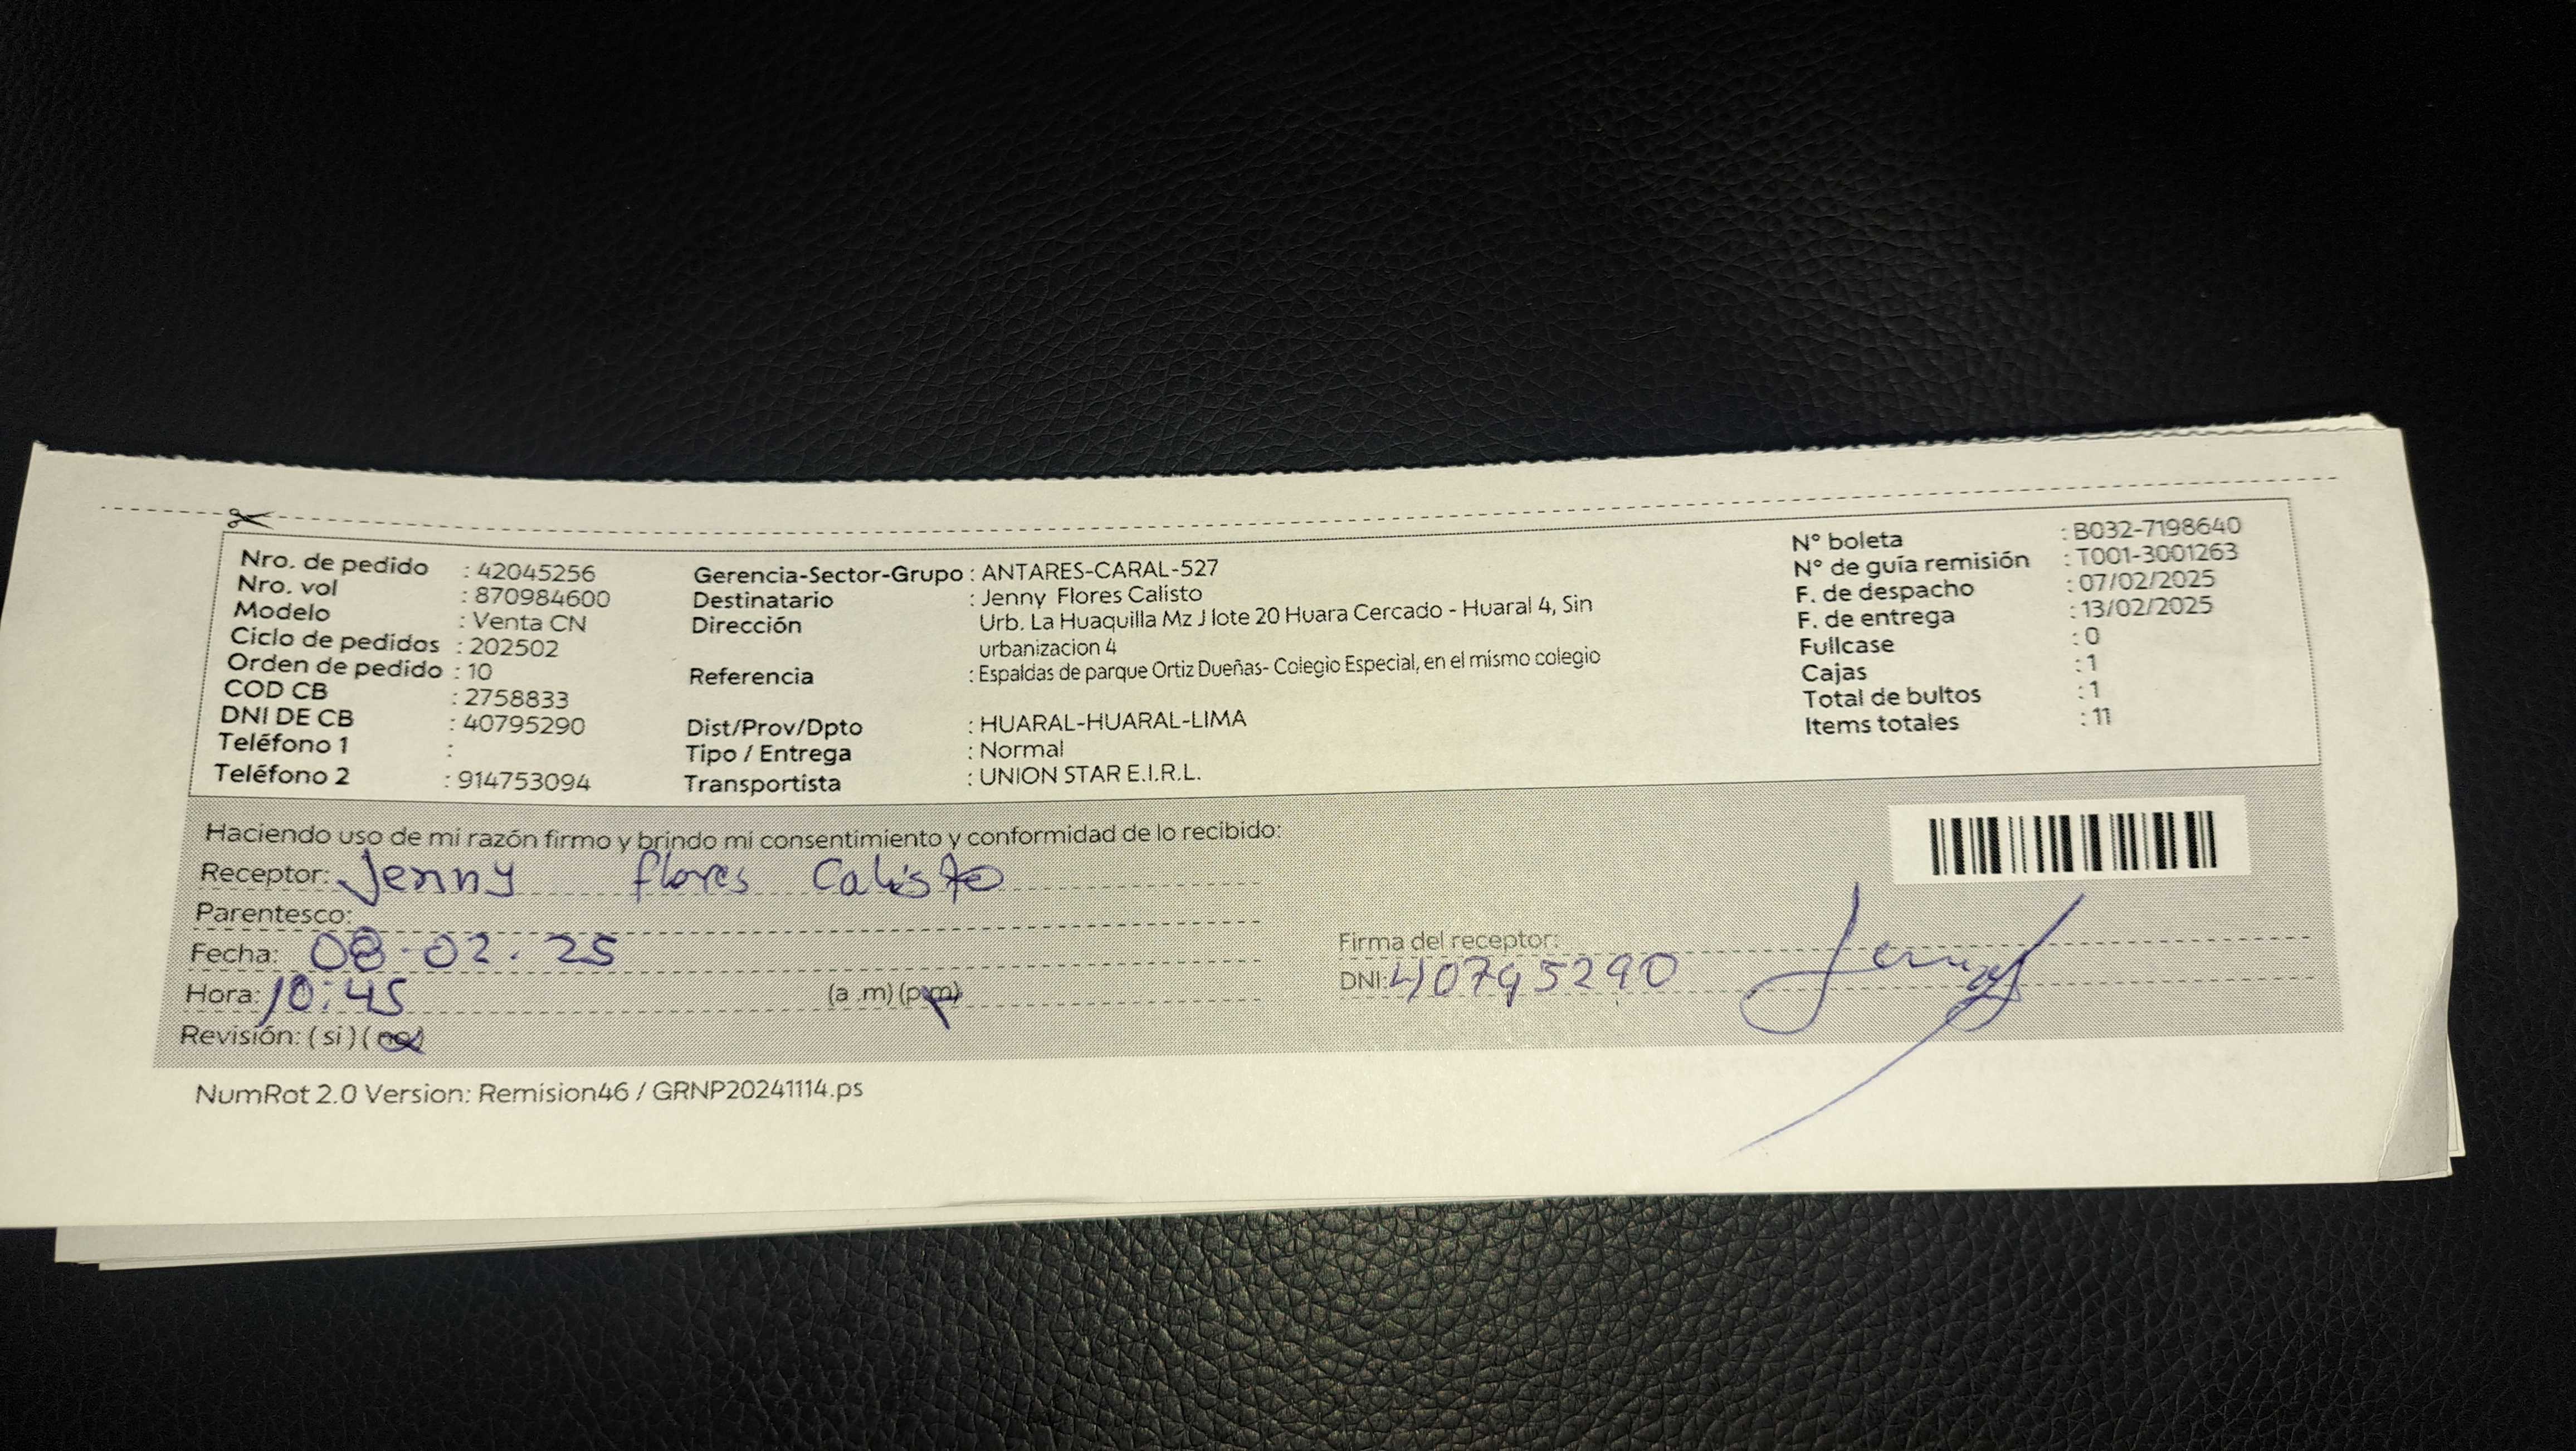 Nro. de pedido : 42045256
Nro. vol : 870984600
Modelo : Venta CN
Ciclo de pedidos : 202502
Orden de pedido : 10
COD CB : 2758833
DNI DE CB : 40795290
Teléfono 1 :
Teléfono 2 : 914753094
Gerencia-Sector-Grupo : ANTARES-CARAL-527
Destinatario : Jenny Flores Calisto
Dirección Urb. La Huaquilla Mz J lote 20 Huara Cercado - Huaral 4, Sin
urbanizacion 4
Referencia : Espaldas de parque Ortiz Dueñas- Colegio Especial, en el mismo colegio
Dist/Prov/Dpto : HUARAL-HUARAL-LIMA
Tipo / Entrega : Normal
Transportista : UNION STAR E.I.R.L.
N° boleta : B032-7198640
N° de guía remisión : T001-3001263
F. de despacho : 07/02/2025
F. de entrega : 13/02/2025
Fullcase : 0
Cajas : 1
Total de bultos : 1
Items totales : 11
Haciendo uso de mi razón firmo y brindo mi consentimiento y conformidad de lo recibido:
Receptor: Jenny flores Calisto
Parentesco:
Fecha: 08-02.25
Hora: 10:45 (a .m) (p.m)
Revisión: (si) (no)
Firma del receptor:
DNI: 40795290 Jenny
NumRot 2.0 Version: Remision46 / GRNP20241114.ps